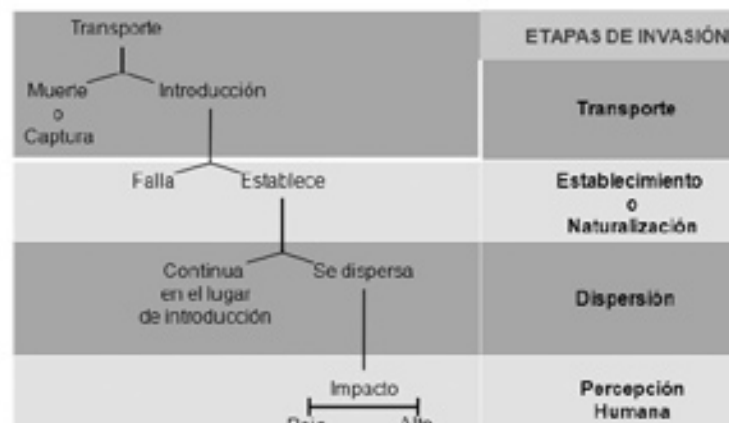 Transporte
ETAPAS DE INVASIÓN
Muerte
o
Captura
Introducción
Transporte
Falla
Establece
Establecimiento
o
Naturalización
Continua
en el lugar
de introducción
Se dispersa
Dispersión
Impacto
Percepción
Humana